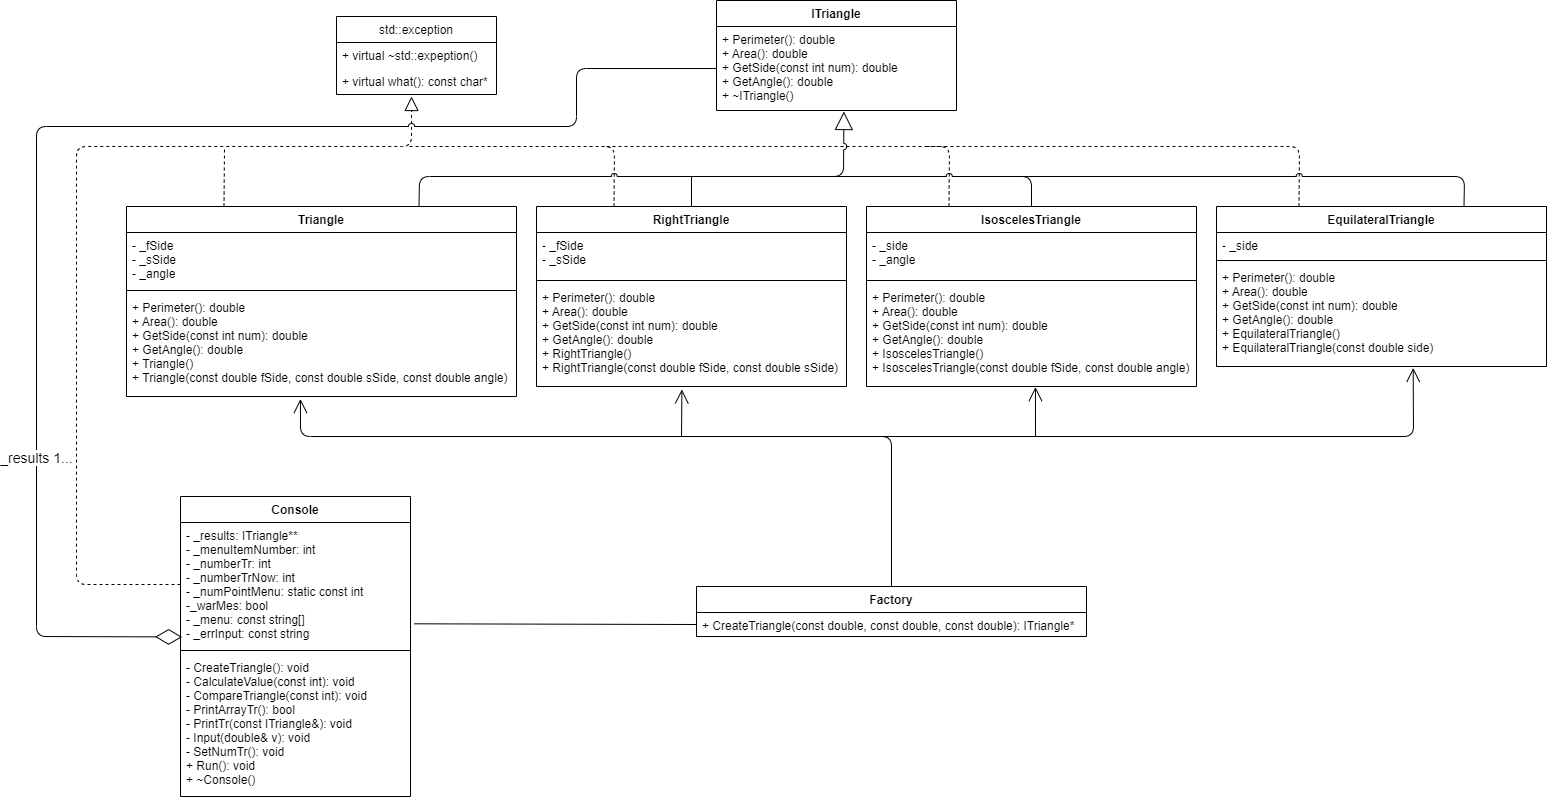 ITriangle
+ Perimeter(): double
+ Area(): double
+ GetSide(const int num): double
+ GetAngle(): double
+ ~ITriangle()
std::exception
+ virtual ~std::expeption()
+ virtual what(): const char*
Triangle
- _fSide
- _sSide
- _angle
+ Perimeter(): double
+ Area(): double
+ GetSide(const int num): double
+ GetAngle(): double
+ Triangle()
+ Triangle(const double fSide, const double sSide, const double angle)
RightTriangle
- _fSide
- _sSide
+ Perimeter(): double
+ Area(): double
+ GetSide(const int num): double
+ GetAngle(): double
+ RightTriangle()
+ RightTriangle(const double fSide, const double sSide)
IsoscelesTriangle
- _side
- _angle
+ Perimeter(): double
+ Area(): double
+ GetSide(const int num): double
+ GetAngle(): double
+ IsoscelesTriangle()
+ IsoscelesTriangle(const double fSide, const double angle)
EquilateralTriangle
- _side
+ Perimeter(): double
+ Area(): double
+ GetSide(const int num): double
+ GetAngle(): double
+ EquilateralTriangle()
+ EquilateralTriangle(const double side)
_results 1...
Console
- _results: ITriangle**
- _menuItemNumber: int
- _numberTr: int
- _numberTrNow: int
- _numPointMenu: static const int
-_warMes: bool
- _menu: const string[]
- _errInput: const string
- CreateTriangle(): void
- CalculateValue(const int): void
- CompareTriangle(const int): void
- PrintArrayTr(): bool
- PrintTr(const ITriangle&): void
- Input(double& v): void
- SetNumTr(): void
+ Run(): void
+ ~Console()
Factory
+ CreateTriangle(const double, const double, const double): ITriangle*